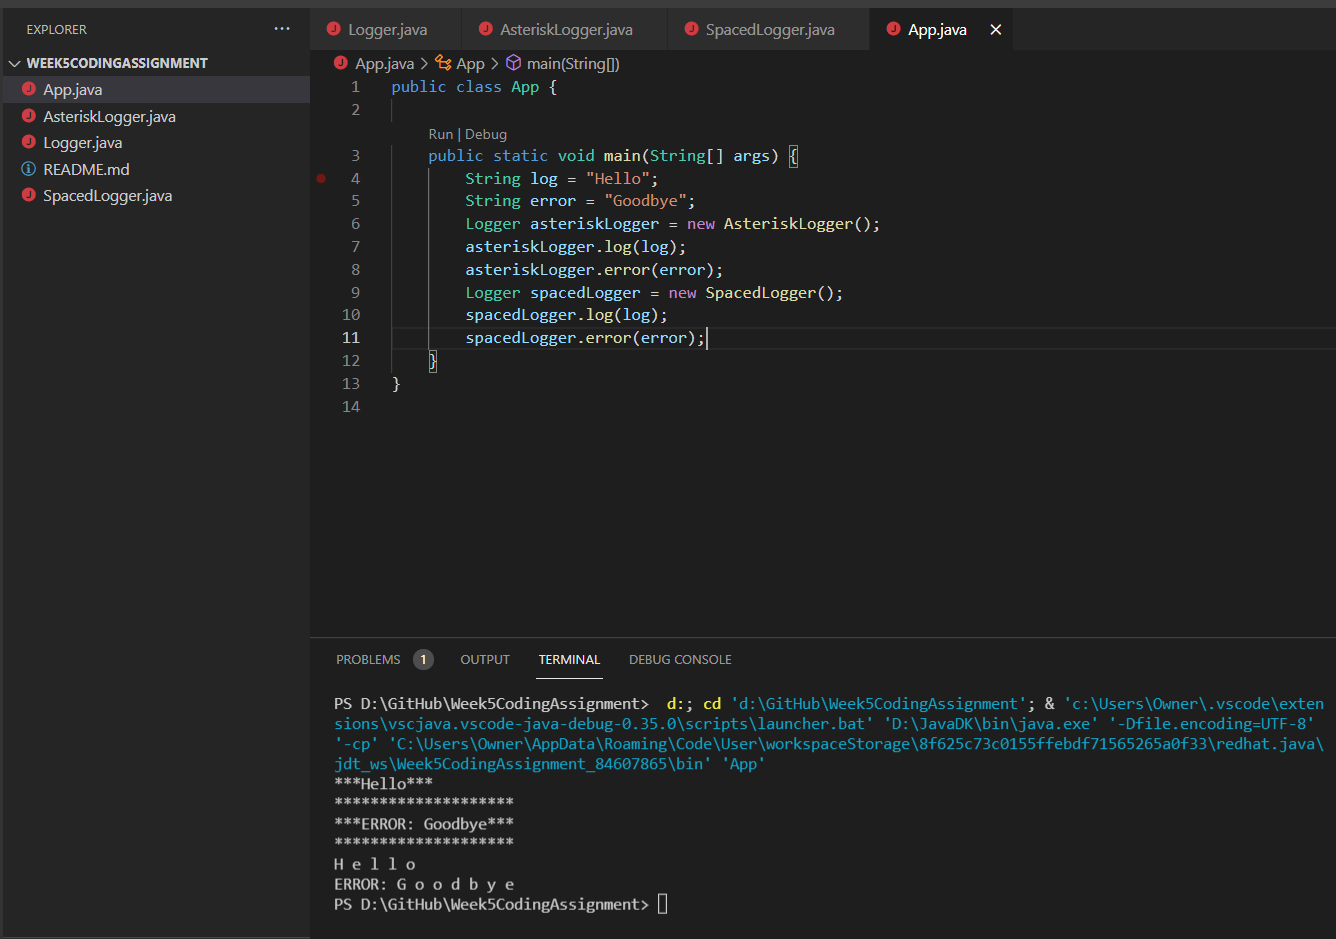 EXPLORER
···
WEEK5CODINGASSIGNMENT
App.java
AsteriskLogger.java
Logger.java
README.md
SpacedLogger.java
Logger.java
AsteriskLogger.java
SpacedLogger.java
App.java
App.java > App > main(String[])
1 public class App {
2
Run | Debug
3 public static void main(String[] args) {
4 String log = "Hello";
5 String error = "Goodbye";
6 Logger asteriskLogger = new AsteriskLogger();
7 asteriskLogger.log(log);
8 asteriskLogger.error(error);
9 Logger spacedLogger = new SpacedLogger();
10 spacedLogger.log(log);
11 spacedLogger.error(error);
12 }
13 }
14
PROBLEMS 1 OUTPUT TERMINAL DEBUG CONSOLE
PS D:\GitHub\Week5CodingAssignment>  d:; cd 'd:\GitHub\Week5CodingAssignment'; & 'c:\Users\Owner\.vscode\exten
sions\vscjava.vscode-java-debug-0.35.0\scripts\launcher.bat' 'D:\JavaDK\bin\java.exe' '-Dfile.encoding=UTF-8'
'-cp' 'C:\Users\Owner\AppData\Roaming\Code\User\workspaceStorage\8f625c73c0155ffebdf71565265a0f33\redhat.java\
jdt_ws\Week5CodingAssignment_84607865\bin' 'App'
***Hello***
********************
***ERROR: Goodbye***
********************
H e l l o
ERROR: G o o d b y e
PS D:\GitHub\Week5CodingAssignment>